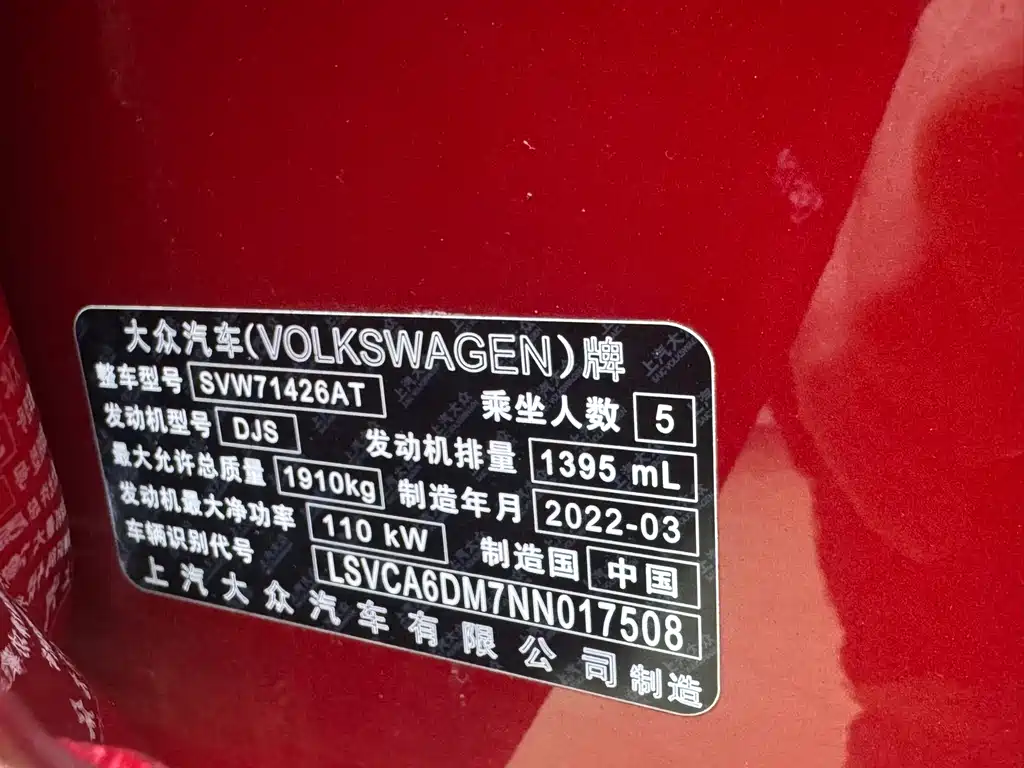 大众汽车(VOLKSWAGEN)牌
整车型号 SVW71426AT 乘坐人数 5
发动机型号 DJS 发动机排量 1395 mL
最大允许总质量 1910kg 制造年月 2022-03
发动机最大净功率 110 kW 制造国 中国
车辆识别代号 LSVCA6DM7NN017508
上汽大众汽车有限公司制造